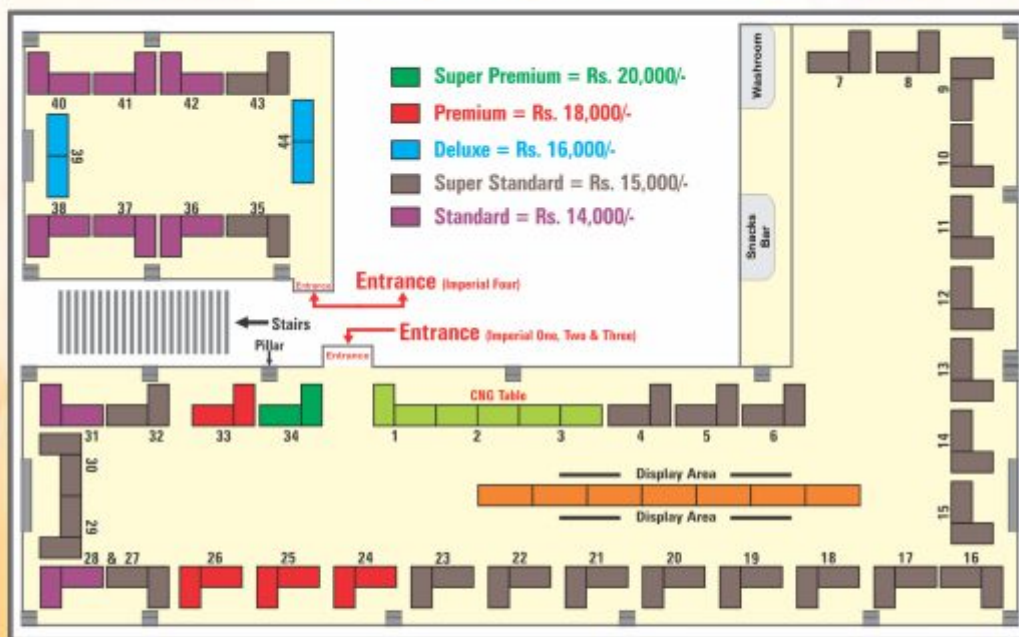 40 41 42 43
Super Premium = Rs. 20,000/-
Premium = Rs. 18,000/-
Deluxe = Rs. 16,000/-
Super Standard = Rs. 15,000/-
Standard = Rs. 14,000/-
39
44
38 37 36 35
Washroom
Snacks
Bar
7 8
9
10
11
12
13
14
15
Entrance
Entrance (Imperial Four)
Stairs
Entrance (Imperial One, Two & Three)
Pillar
Entrance
CNG Table
31 32 33 34 1 2 3 4 5 6
30
29
Display Area Display Area
Display Area Display Area
28 & 27 26 25 24 23 22 21 20 19 18 17 16